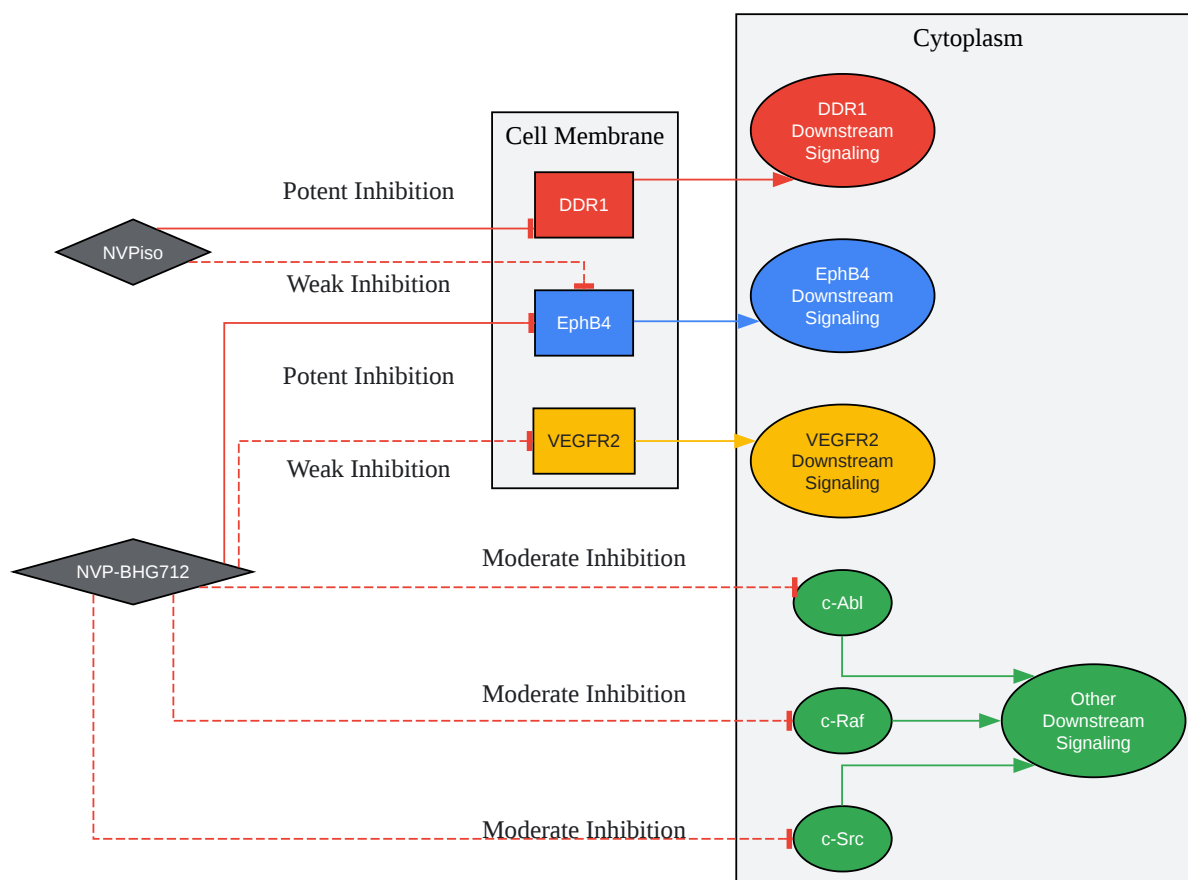 Cytoplasm
DDR1
Downstream
Signaling
Cell Membrane
Potent Inhibition
DDR1
NVPiso
Weak Inhibition
EphB4
Downstream
Signaling
EphB4
Potent Inhibition
VEGFR2
VEGFR2
Downstream
Signaling
Weak Inhibition
Moderate Inhibition
NVP-BHG712
c-Abl
Moderate Inhibition
c-Raf
Other
Downstream
Signaling
Moderate Inhibition
c-Src